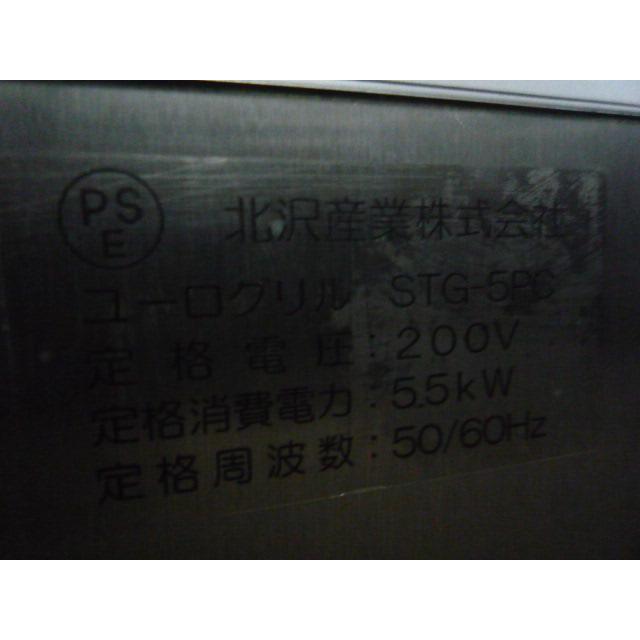 PS
E
北沢産業株式会社
ユーログリル STG-5PC
定格電圧:200V
定格消費電力:5.5kW
定格周波数:50/60Hz